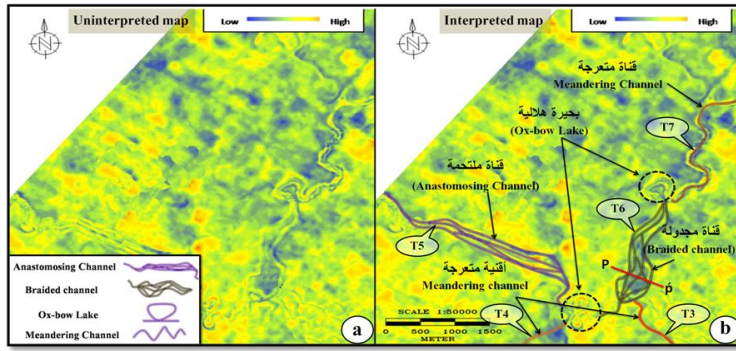 Uninterpreted map
Low
High
N
Anastomosing Channel
Braided channel
Ox-bow Lake
Meandering Channel
a
Interpreted map
Low
High
N
قناة متعرجة
Meandering Channel
بحيرة هلالية
(Ox-bow Lake)
T7
قناة ملتحمة
(Anastomosing Channel)
T6
T5
قناة مجدولة
(Braided channel)
أقنية متعرجة
Meandering channel
P
ṕ
SCALE 1:50000
0 500 1000 1500
METER
T4
T3
b